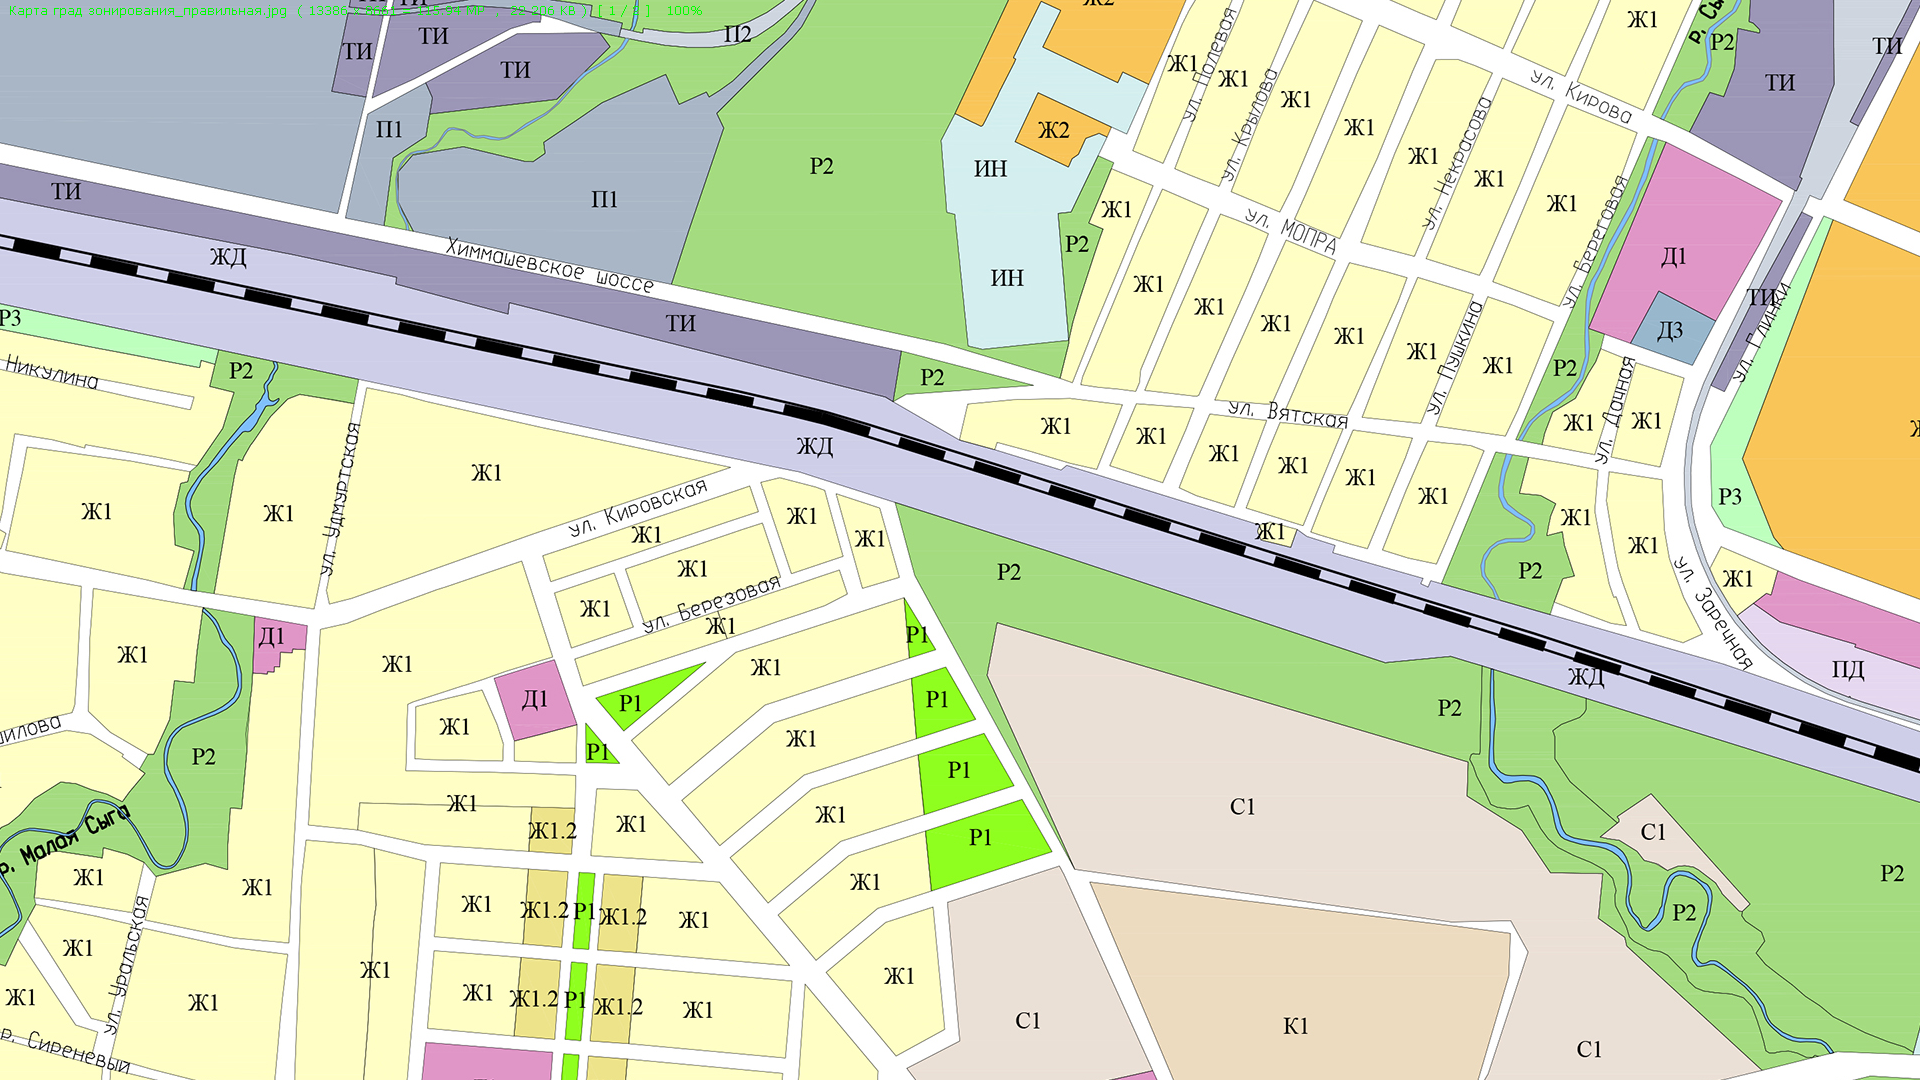 ТИ
П2
ТИ
ТИ
ТИ
П1
Р2
П1
ТИ
ЖД
Химмашевское шоссе
ТИ
Р2
ЖД
Ж2
ИН
ИН
Р2
Ж1
Ж1
Ж1
Ж1
Ж1
Ж1
Ж1
Ж1
Р2
ТИ
ТИ
ул. Полевая
ул. Крылова
ул. Некрасова
ул. Кирова
ул. МОПРА
ул. Береговая
ул. Пушкина
ул. Вятская
ул. Дачная
ул. Глинки
ул. Заречная
Ж1
Ж1
Ж1
Ж1
Ж1
Ж1
Ж1
Д1
Д3
ТИ
Р2
Ж1
Ж1
Ж1
Ж1
Ж1
Ж1
Ж1
Ж1
Ж1
Р3
Ж1
Ж1
Ж1
Р2
Ж1
ПД
ЖД
Р3
Никулина
Р2
Ж1
Ж1
ул. Удмуртская
Ж1
ул. Кировская
Ж1
Ж1
Ж1
Ж1
Ж1
ул. Березовая
Ж1
Р2
Д1
Ж1
Ж1
Ж1
Р1
Д1
Р1
Р1
Р1
Ж1
Ж1
Р1
Р2
Р2
р. Малая Сыга
Ж1
Ж1.2
Ж1
Ж1
Р1
Р1
С1
С1
Р2
Р2
Ж1
Ж1
Ж1
Ж1
Ж1.2
Р1
Ж1.2
Ж1
Ж1
ул. Уральская
Ж1
Ж1
Ж1
Ж1
Ж1
Ж1.2
Р1
Ж1.2
Ж1
С1
К1
С1
Сиреневый